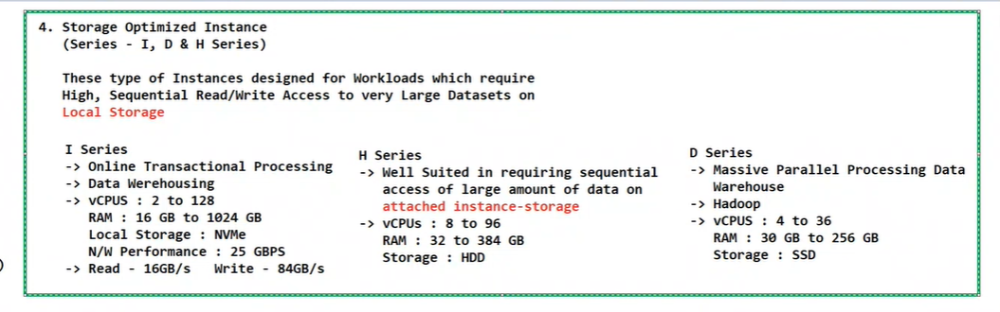 4. Storage Optimized Instance
(Series - I, D & H Series)
These type of Instances designed for Workloads which require
High, Sequential Read/Write Access to very Large Datasets on
Local Storage
I Series
-> Online Transactional Processing
-> Data Werehousing
-> vCPUS : 2 to 128
RAM : 16 GB to 1024 GB
Local Storage : NVMe
N/W Performance : 25 GBPS
-> Read - 16GB/s   Write - 84GB/s
H Series
-> Well Suited in requiring sequential
access of large amount of data on
attached instance-storage
-> vCPUs : 8 to 96
RAM : 32 to 384 GB
Storage : HDD
D Series
-> Massive Parallel Processing Data
Warehouse
-> Hadoop
-> vCPUS : 4 to 36
RAM : 30 GB to 256 GB
Storage : SSD